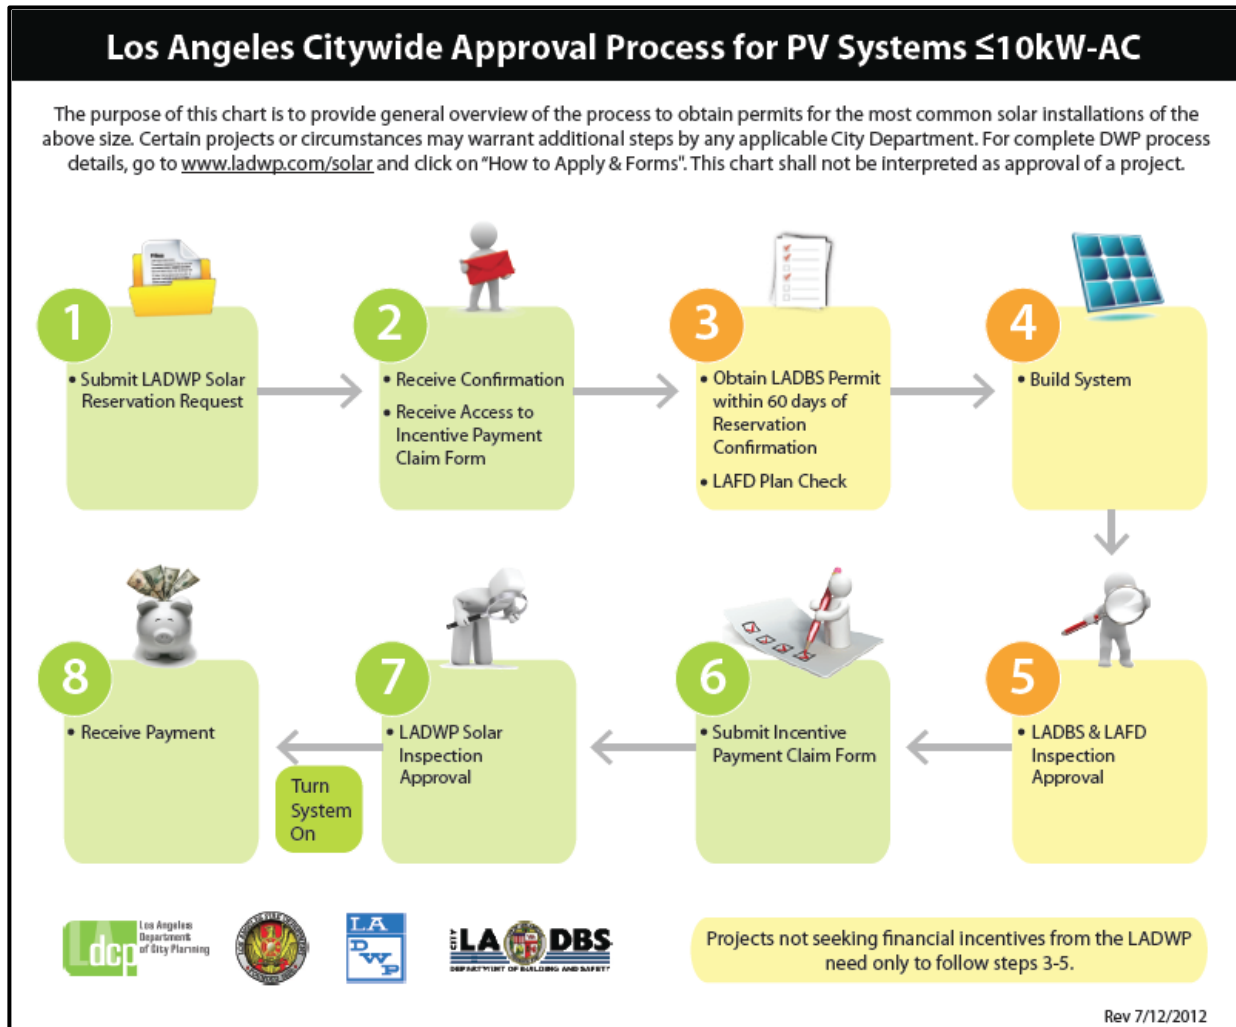 Los Angeles Citywide Approval Process for PV Systems ≤10kW-AC
The purpose of this chart is to provide general overview of the process to obtain permits for the most common solar installations of the
above size. Certain projects or circumstances may warrant additional steps by any applicable City Department. For complete DWP process
details, go to www.ladwp.com/solar and click on "How to Apply & Forms". This chart shall not be interpreted as approval of a project.
1
• Submit LADWP Solar
Reservation Request
2
• Receive Confirmation
• Receive Access to
Incentive Payment
Claim Form
3
• Obtain LADBS Permit
within 60 days of
Reservation
Confirmation
• LAFD Plan Check
4
• Build System
5
• LADBS & LAFD
Inspection
Approval
6
• Submit Incentive
Payment Claim Form
7
• LADWP Solar
Inspection
Approval
Turn
System
On
8
• Receive Payment
LA
dcp
Los Angeles
Department
of City Planning
LA
D
W
P
CITY
LA DBS
DEPARTMENT OF BUILDING AND SAFETY
Projects not seeking financial incentives from the LADWP
need only to follow steps 3-5.
Rev 7/12/2012